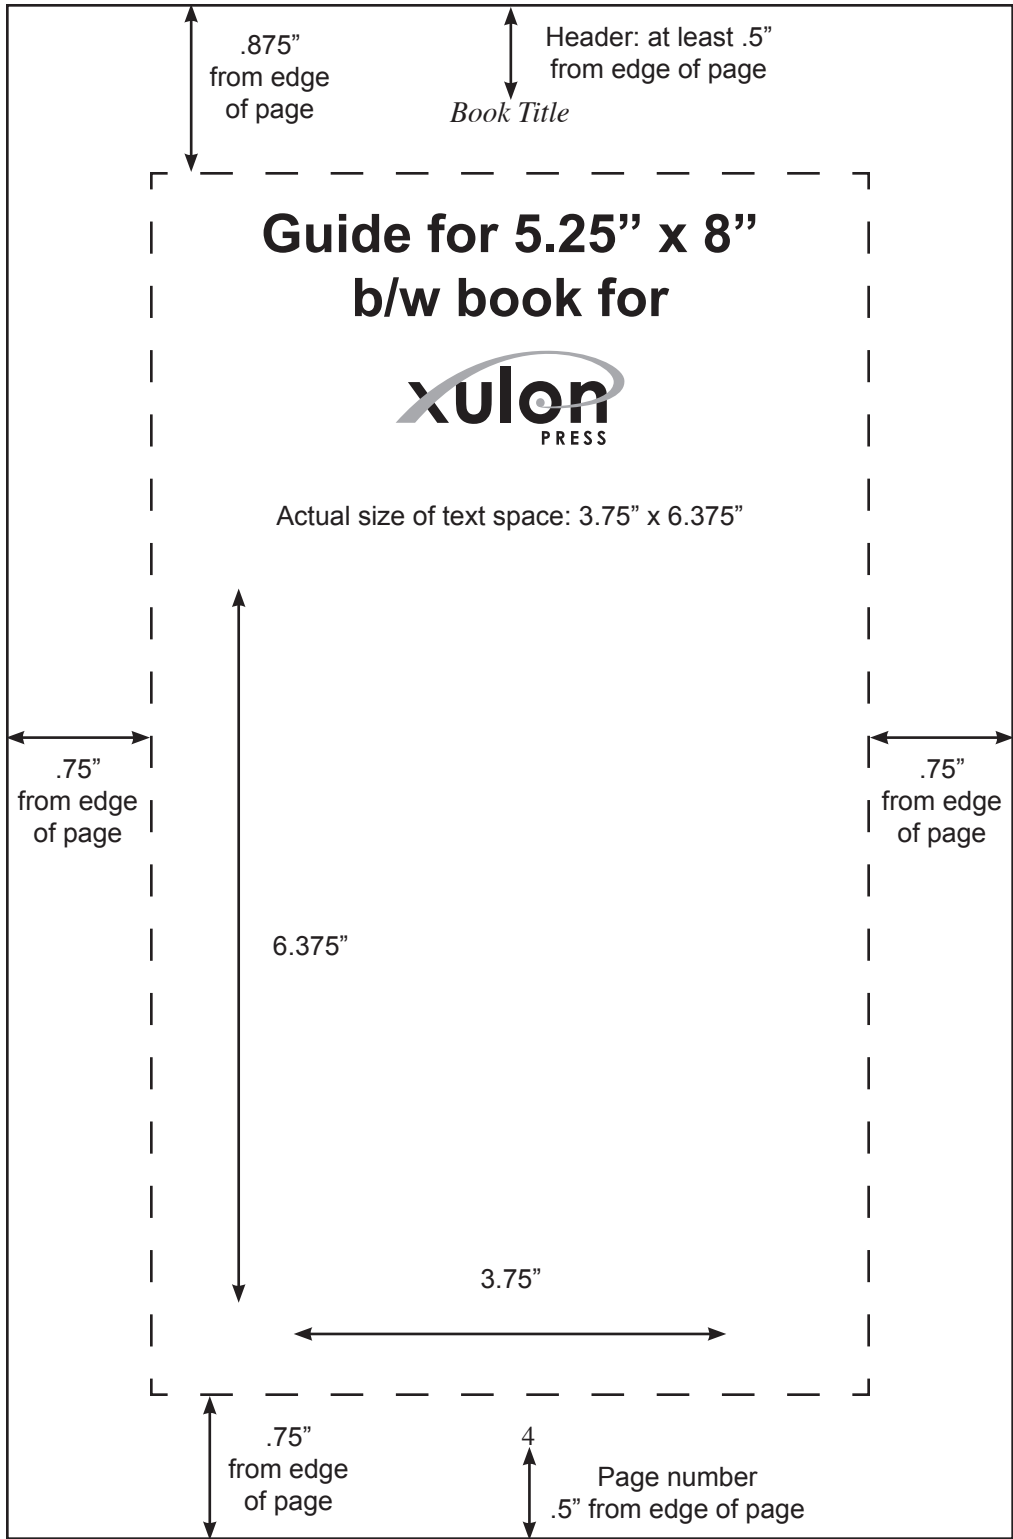 .875”
from edge
of page
Header: at least .5”
from edge of page
Book Title
Guide for 5.25” x 8”
b/w book for
xulon
PRESS
Actual size of text space: 3.75” x 6.375”
.75”
from edge
of page
.75”
from edge
of page
6.375”
3.75”
.75”
from edge
of page
4
Page number
.5” from edge of page